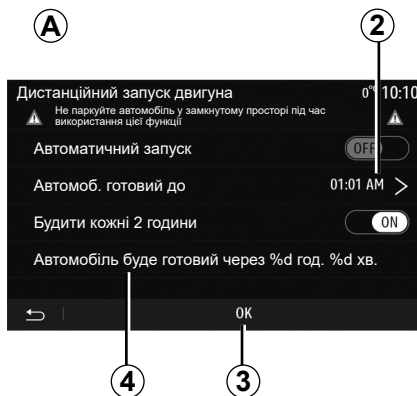 A
2
Дистанційний запуск двигуна 0° 10:10
Не паркуйте автомобіль у замкнутому просторі під час
використання цієї функції
Автоматичний запуск OFF
Автомоб. готовий до 01:01 AM
Будити кожні 2 години ON
Автомобіль буде готовий через %d год. %d хв.
OK
4
3